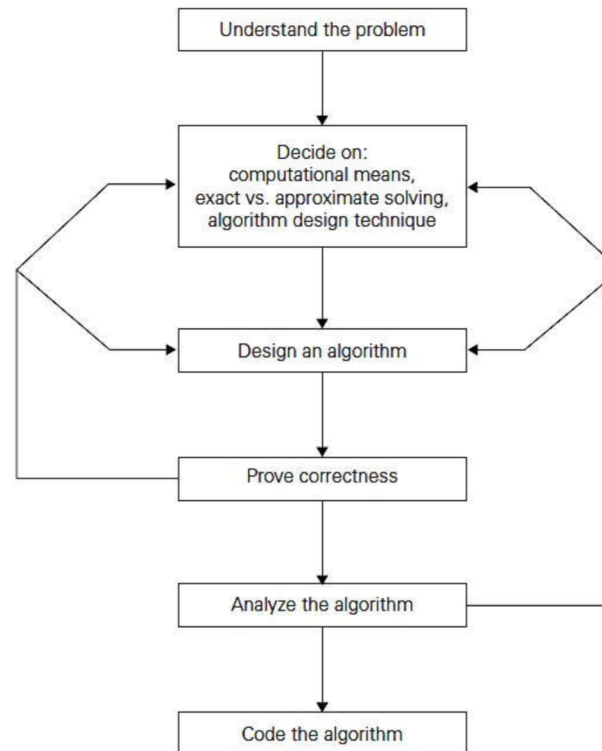 Understand the problem
Decide on:
computational means,
exact vs. approximate solving,
algorithm design technique
Design an algorithm
Prove correctness
Analyze the algorithm
Code the algorithm